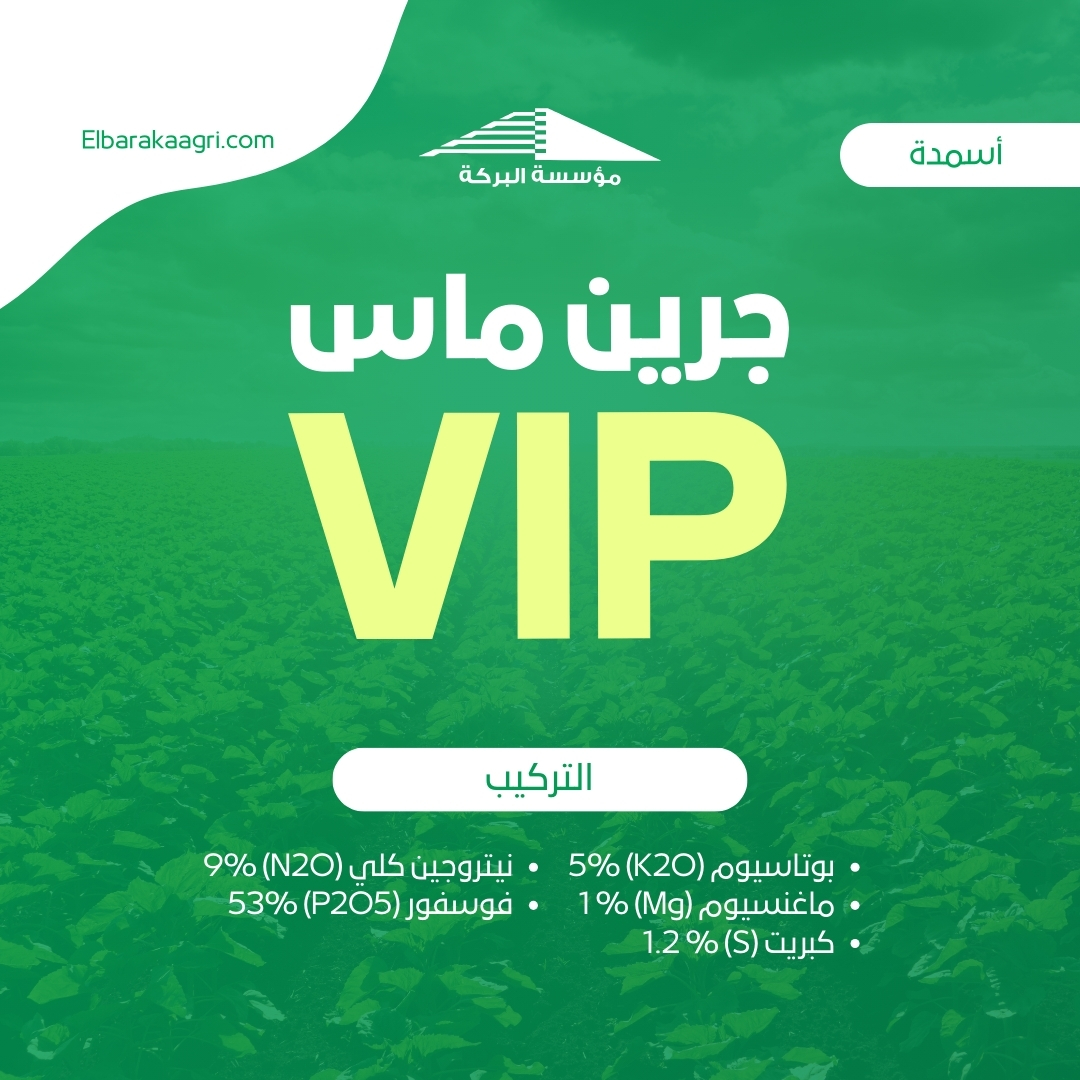 Elbarakaagri.com
مؤسسة البركة
أسمدة
جرين ماس
VIP
التركيب
بوتاسيوم (K2O) 5%
ماغنسيوم (Mg) 1%
كبريت (S) 1.2 %
نيتروجين كلي (N2O) 9%
فوسفور (P2O5) 53%